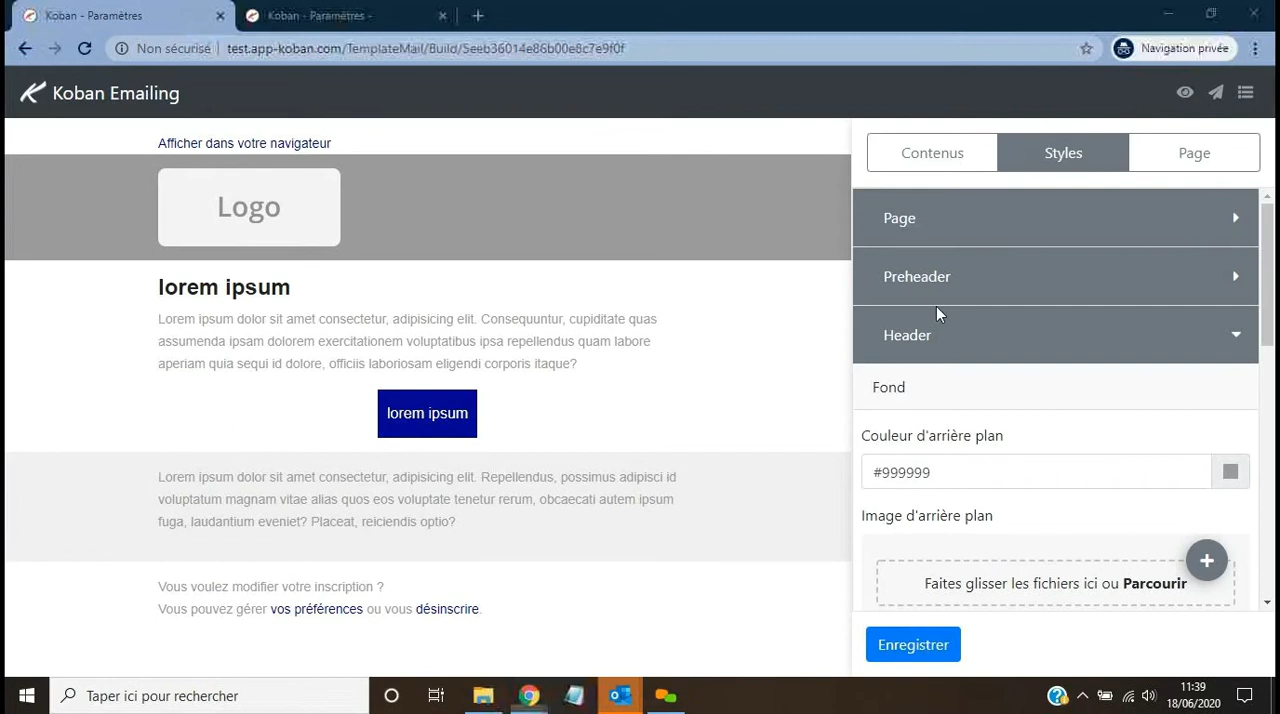 Koban - Paramètres
Koban - Paramètres -
Non sécurisé
test.app-koban.com/TemplateMail/Build/5eeb36014e86b00e8c7e9f0f
Navigation privée
Koban Emailing
Afficher dans votre navigateur
Logo
lorem ipsum
Lorem ipsum dolor sit amet consectetur, adipisicing elit. Consequuntur, cupiditate quas
assumenda ipsam dolorem exercitationem voluptatibus ipsa repellendus quam labore
aperiam quia sequi id dolore, officiis laboriosam eligendi corporis itaque?
lorem ipsum
Lorem ipsum dolor sit amet consectetur, adipisicing elit. Repellendus, possimus adipisci id
voluptatum magnam vitae alias quos eos voluptate tenetur rerum, obcaecati autem ipsum
fuga, laudantium eveniet? Placeat, reiciendis optio?
Vous voulez modifier votre inscription ?
Vous pouvez gérer vos préférences ou vous désinscrire.
Contenus
Styles
Page
Page
Preheader
Header
Fond
Couleur d'arrière plan
#999999
Image d'arrière plan
Faites glisser les fichiers ici ou Parcourir
Enregistrer
Taper ici pour rechercher
11:39
18/06/2020